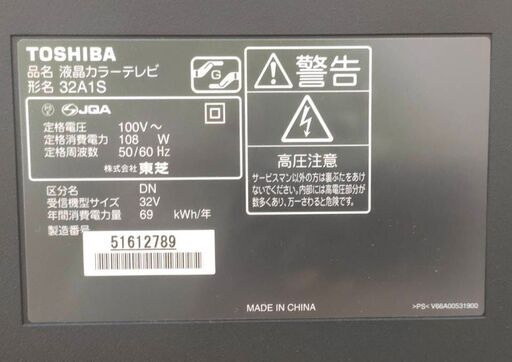 TOSHIBA
品名 液晶カラーテレビ
形名 32A1S
G
JQA
定格電圧 100V～
定格消費電力 108 W
定格周波数 50/60 Hz
株式会社 東芝
区分名 DN
受信機型サイズ 32V
年間消費電力量 69 kWh/年
製造番号
51612789
警告
高圧注意
サービスマン以外の方は裏ぶたをあけ
ないでください。内部には高電圧部分が
数多くあり、万一さわると危険です。
MADE IN CHINA
>PS< V66A00531900